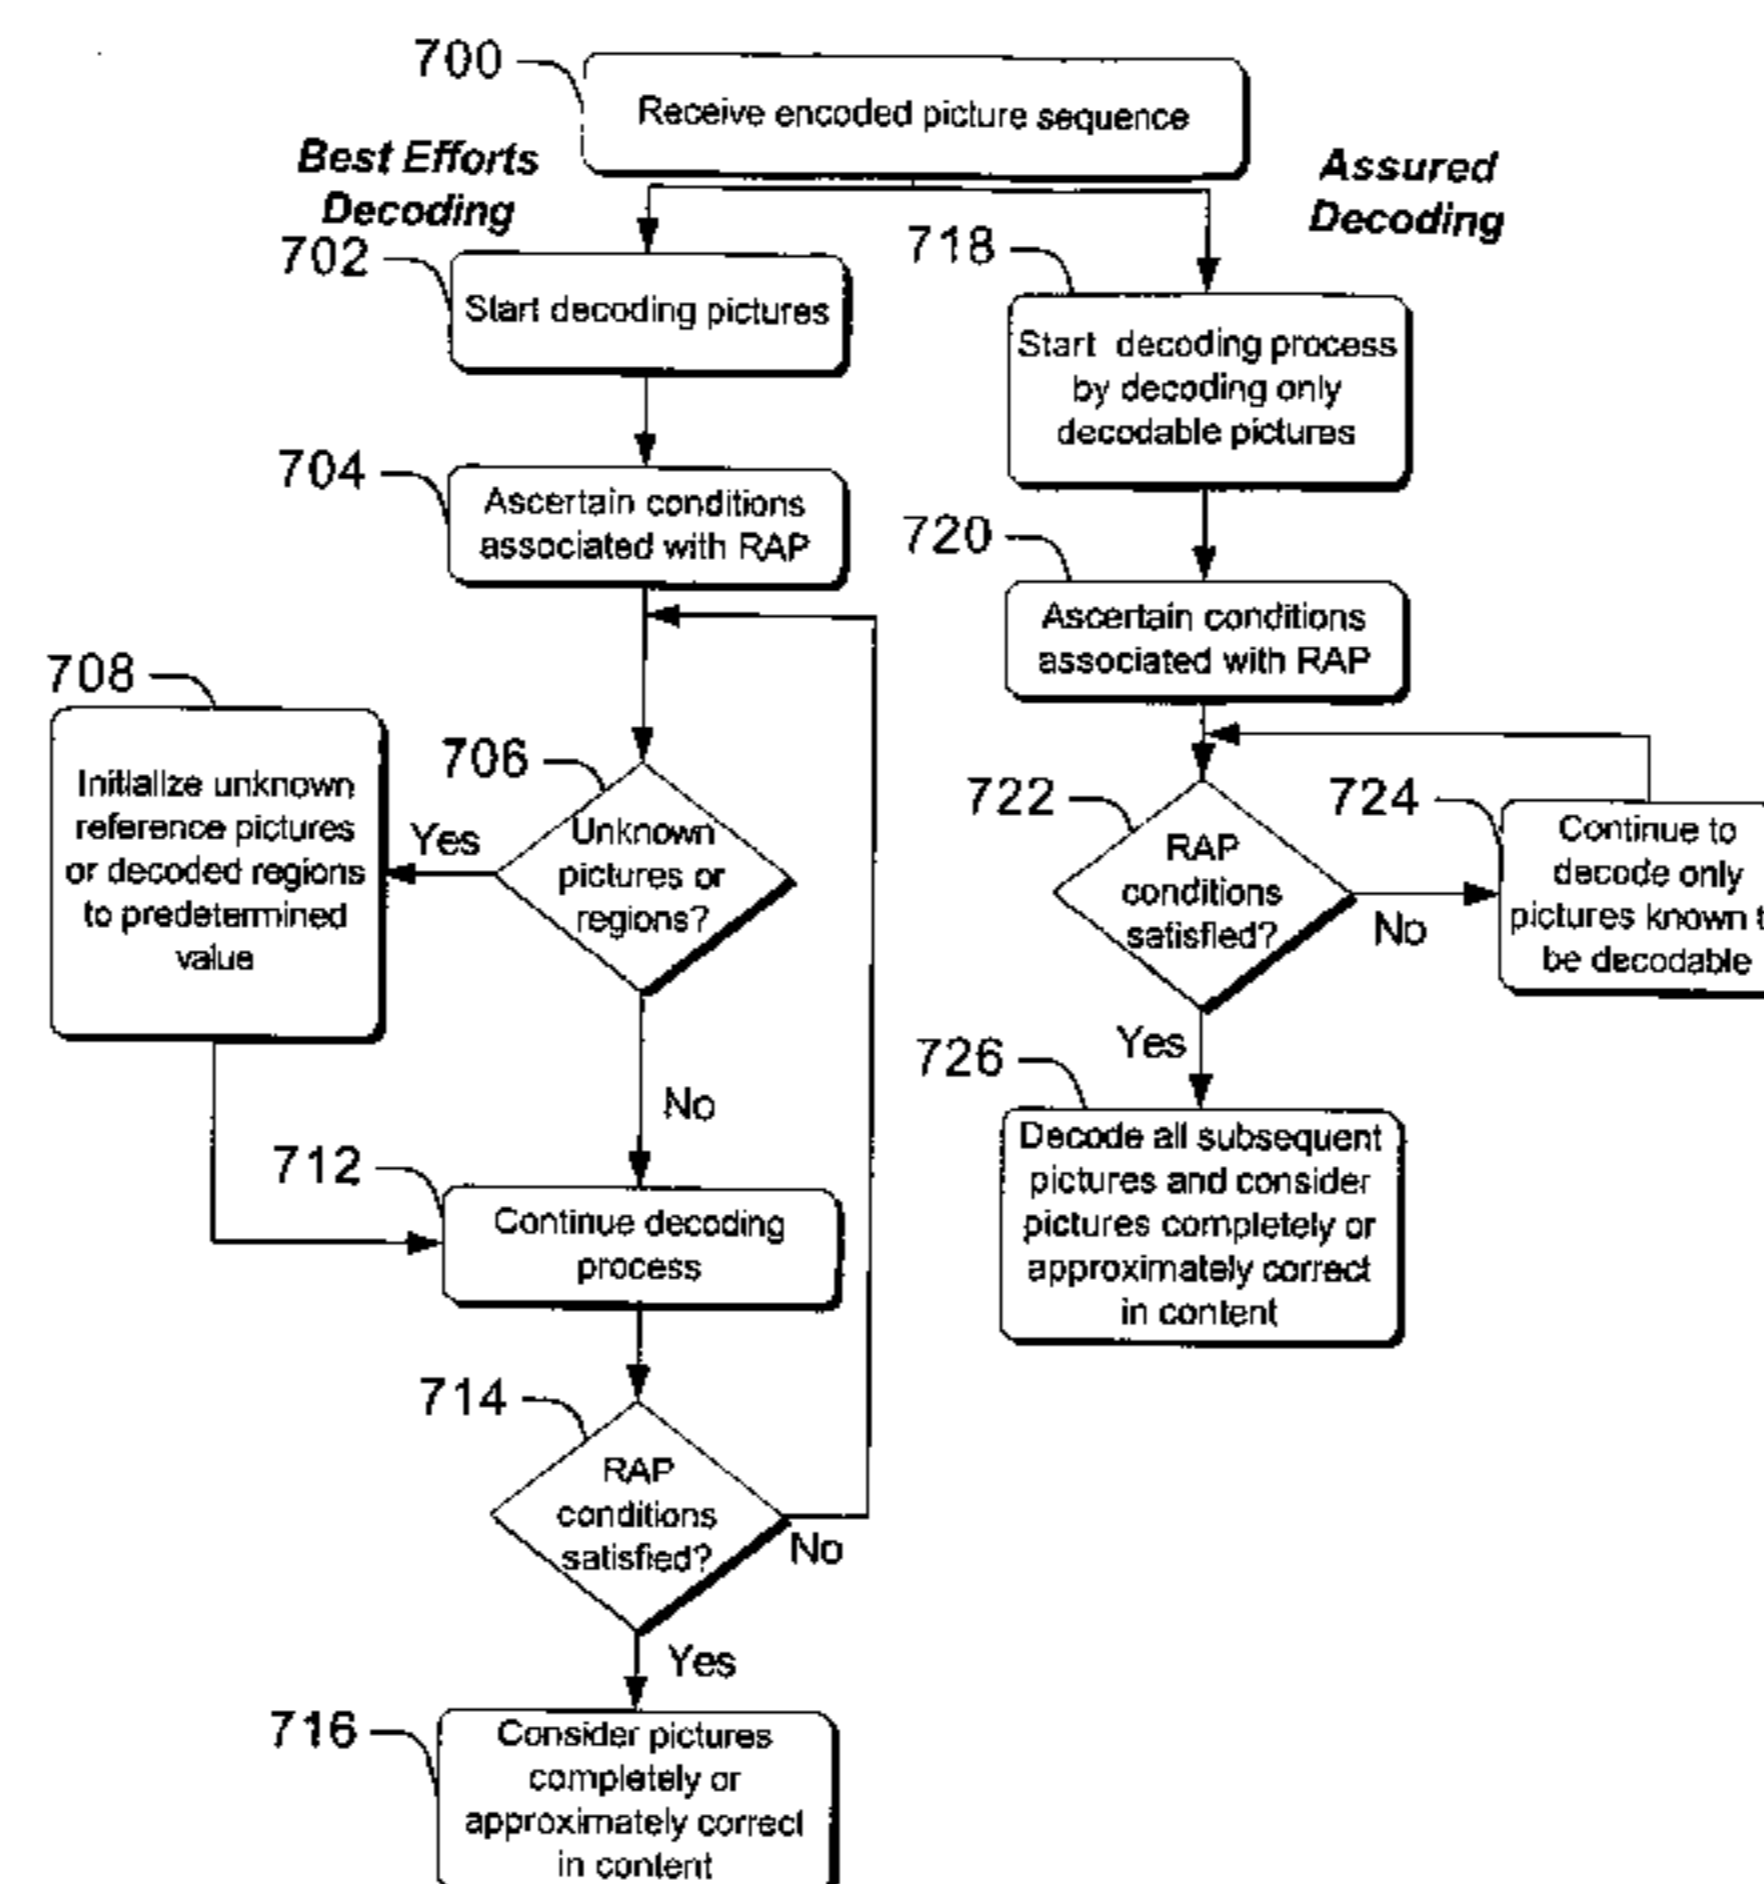 700
Receive encoded picture sequence
Best Efforts
Decoding
Assured
Decoding
702
Start decoding pictures
718
Start decoding process
by decoding only
decodable pictures
704
Ascertain conditions
associated with RAP
720
Ascertain conditions
associated with RAP
708
Initialize unknown
reference pictures
or decoded regions
to predetermined
value
Yes
706
Unknown
pictures or
regions?
No
722
RAP
conditions
satisfied?
No
724
Continue to
decode only
pictures known
be decodable
Yes
726
Decode all subsequent
pictures and consider
pictures completely or
approximately correct
in content
712
Continue decoding
process
714
RAP
conditions
satisfied?
No
Yes
716
Consider pictures
completely or
approximately correct
in content